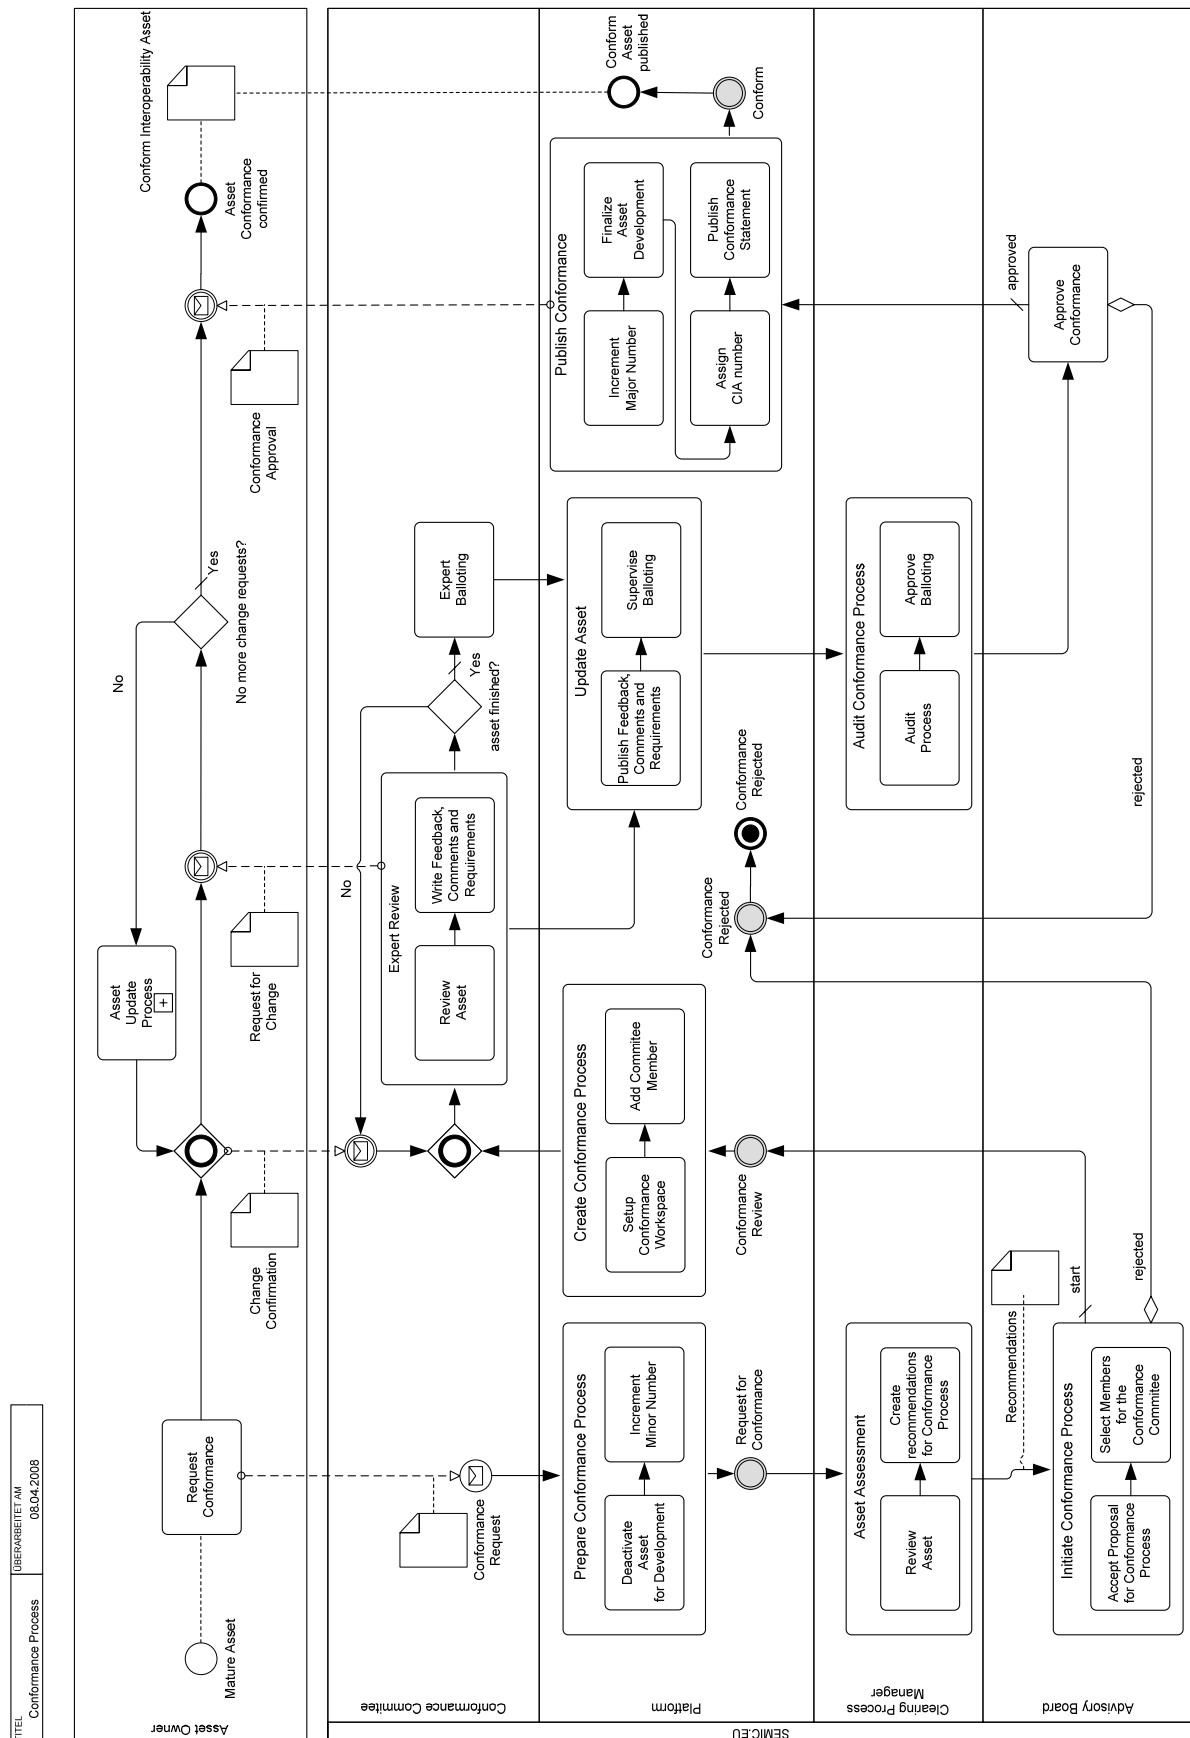 TITEL
Conformance Process
ÜBERARBEITET AM
08.04.2008
Asset Owner
Mature Asset
Request
Conformance
Change
Confirmation
Asset
Update
Process
+
Request for
Change
No
No more change requests?
Yes
Conformance
Approval
Asset
Conformance
confirmed
Conform Interoperability Asset
SEMIC.EU
Conformance Commitee
Conformance
Request
Expert Review
Review
Asset
Write Feedback,
Comments and
Requirements
No
asset finished?
Yes
Expert
Balloting
Platform
Prepare Conformance Process
Deactivate
Asset
for Development
Increment
Minor Number
Request for
Conformance
Create Conformance Process
Setup
Conformance
Workspace
Add Commitee
Member
Conformance
Review
Conformance
Rejected
Conformance
Rejected
Update Asset
Publish Feedback,
Comments and
Requirements
Supervise
Balloting
Publish Conformance
Increment
Major Number
Finalize
Asset
Development
Assign
CIA number
Publish
Conformance
Statement
Conform
Conform
Asset
published
Clearing Process
Manager
Asset Assessment
Review
Asset
Create
recommendations
for Conformance
Process
Audit Conformance Process
Audit
Process
Approve
Balloting
Advisory Board
Initiate Conformance Process
Accept Proposal
for Conformance
Process
Select Members
for the
Conformance
Commitee
Recommendations
start
rejected
Approve
Conformance
approved
rejected